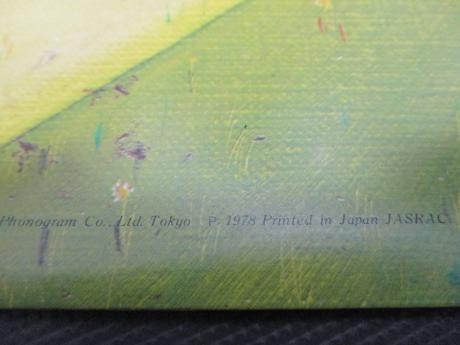 Phonogram Co., Ltd. Tokyo P. 1978 Printed in Japan JASRAC